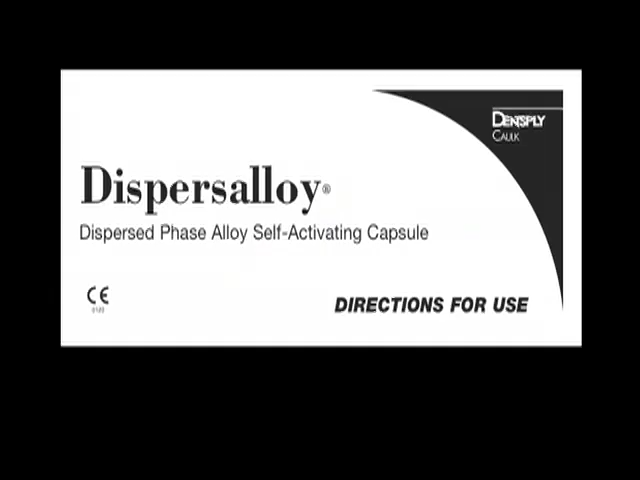 DENSPLY
CAULK
Dispersalloy®
Dispersed Phase Alloy Self-Activating Capsule
CE
DIRECTIONS FOR USE